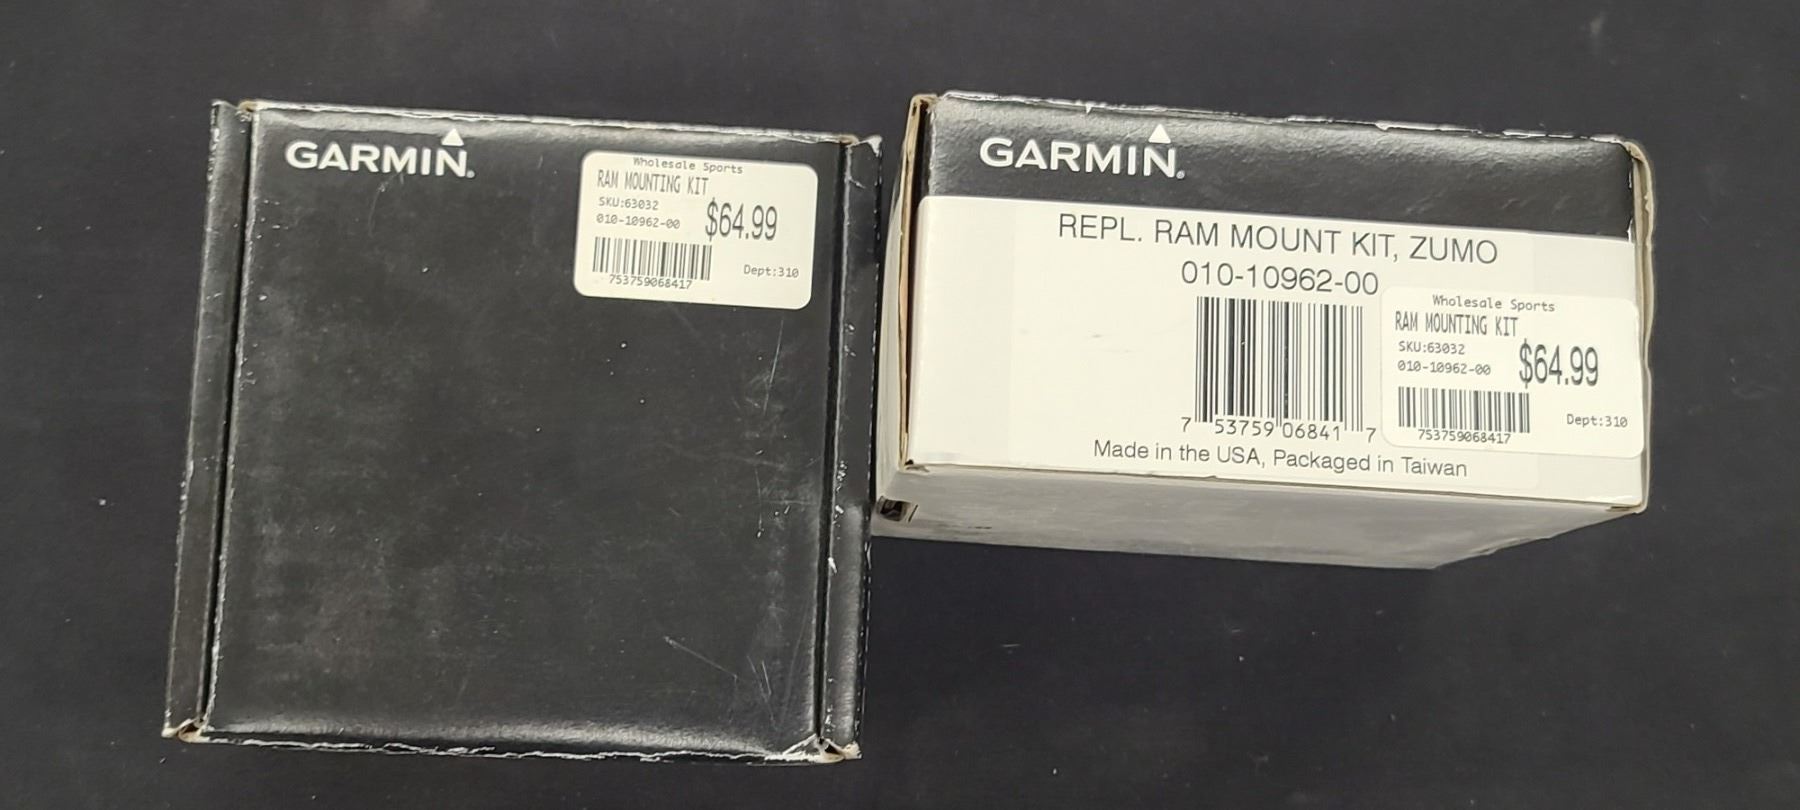 GARMIN
Wholesale Sports
RAM MOUNTING KIT
SKU:63032
010-10962-00 $64.99
Dept:310
753759068417
GARMIN
REPL. RAM MOUNT KIT, ZUMO
010-10962-00
7 53759 06841 7
Made in the USA, Packaged in Taiwan
Wholesale Sports
RAM MOUNTING KIT
SKU:63032
010-10962-00 $64.99
Dept:310
753759068417